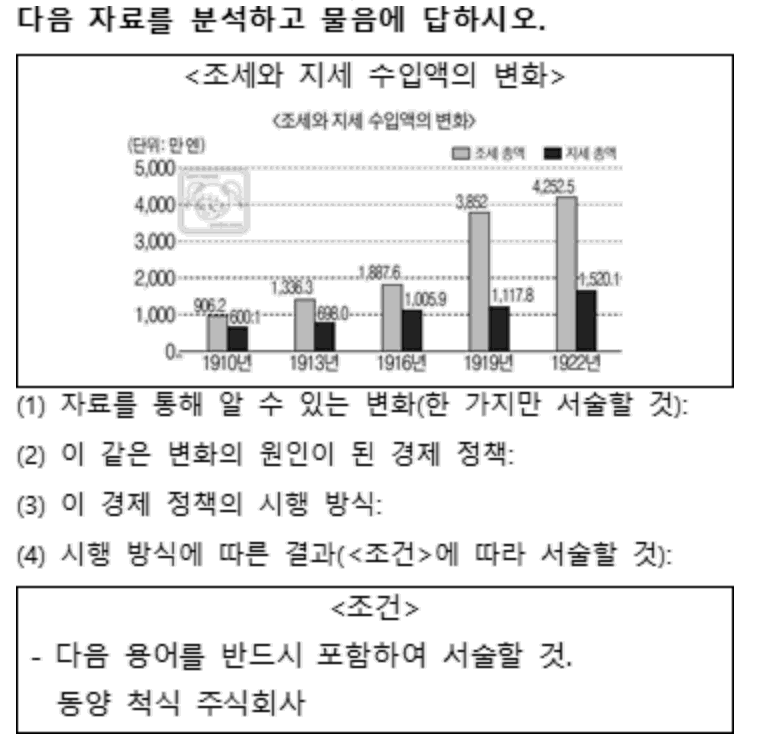 다음 자료를 분석하고 물음에 답하시오.
<조세와 지세 수입액의 변화>
<조세와 지세 수입액의 변화>
(단위: 만 엔)
조세 총액 지세 총액
5,000
4,000
3,000
2,000
1,000
0
906.2 600.1
1,336.3 698.0
1,887.6 1,005.9
3,852 1,117.8
4,252.5 1,520.1
1910년 1913년 1916년 1919년 1922년
(1) 자료를 통해 알 수 있는 변화(한 가지만 서술할 것):
(2) 이 같은 변화의 원인이 된 경제 정책:
(3) 이 경제 정책의 시행 방식:
(4) 시행 방식에 따른 결과(<조건>에 따라 서술할 것):
<조건>
- 다음 용어를 반드시 포함하여 서술할 것.
동양 척식 주식회사